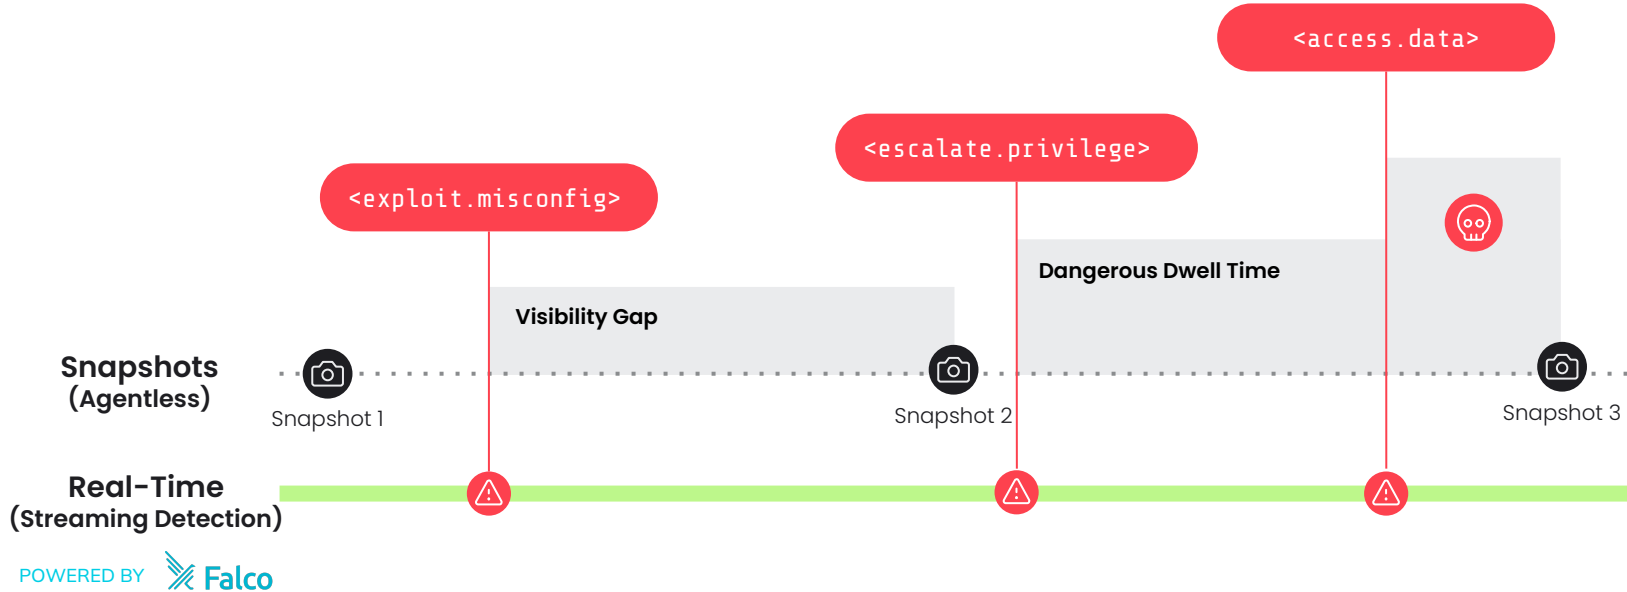 <access.data>
<escalate.privilege>
<exploit.misconfig>
Dangerous Dwell Time
Visibility Gap
Snapshots
(Agentless)
Snapshot 1
Snapshot 2
Snapshot 3
Real-Time
(Streaming Detection)
POWERED BY Falco